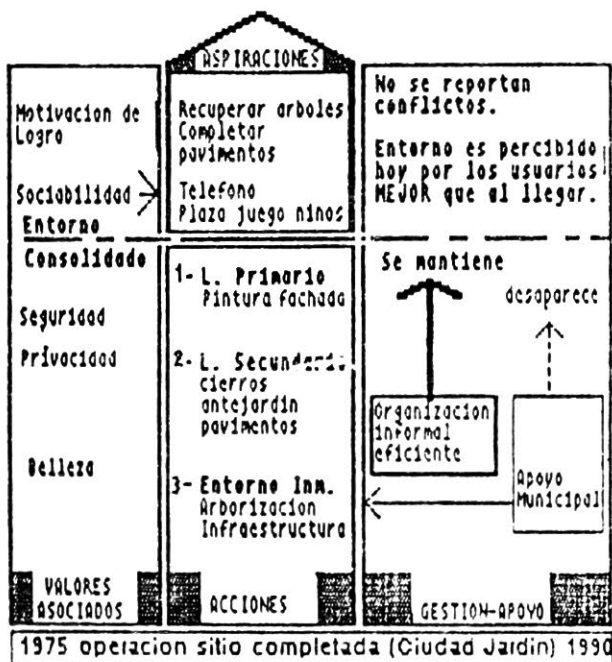 ASPIRACIONES
Motivacion de
Logro
Sociabilidad
Entorno
Consolidado
Seguridad
Privacidad
Belleza
VALORES
ASOCIADOS
Recuperar arboles
Completar
pavimentos
Telefono
Plaza juego ninos
1- L. Primario
Pintura fachada
2- L. Secundario
cierros
antejardin
pavimentos
3- Entorno Inm.
Arborizacion
Infraestructura
ACCIONES
No se reportan
conflictos.
Entorno es percibido
hoy por los usuarios
MEJOR que al llegar.
Se mantiene
desaparece
Organizacion
informal
eficiente
Apoyo
Municipal
GESTION-APOYO
1975 operacion sitio completada (Ciudad Jardin)